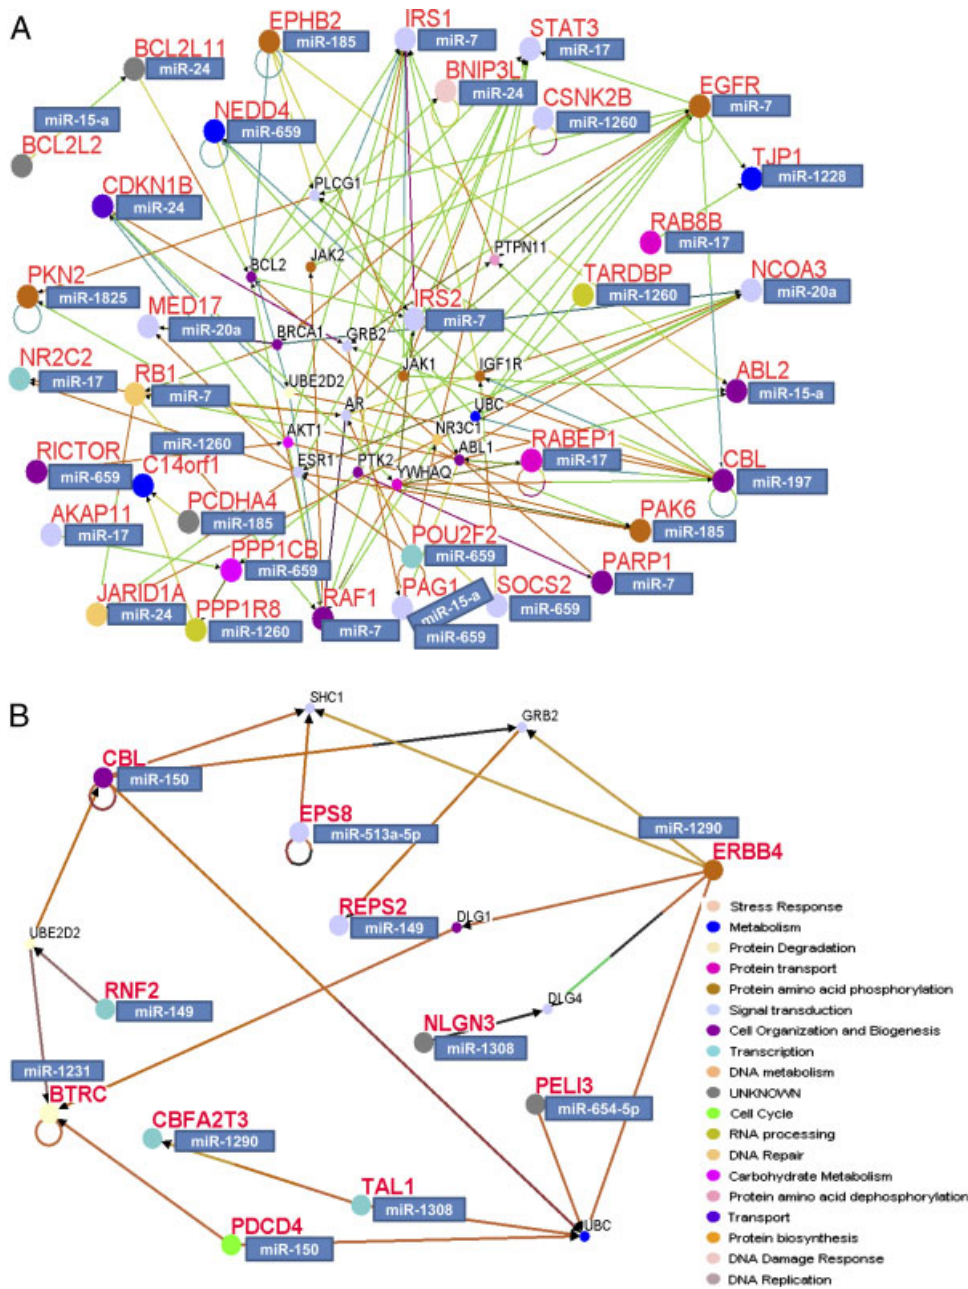 A
EPHB2
miR-185
IRS1
miR-7
STAT3
miR-17
BCL2L11
miR-24
BNIP3L
miR-24
EGFR
miR-7
miR-15-a
NEDD4
miR-659
CSNK2B
miR-1260
BCL2L2
TJP1
miR-1228
CDKN1B
miR-24
PLCG1
RAB8B
miR-17
PTPN11
BCL2
JAK2
PKN2
miR-1825
TARDBP
miR-1260
NCOA3
miR-20a
MED17
miR-20a
IRS2
miR-7
BRCA1
GRB2
NR2C2
miR-17
RB1
miR-7
UBE2D2
JAK1
IGF1R
ABL2
miR-15-a
AR
UBC
miR-1260
AKT1
NR3C1
RICTOR
miR-659
C14orf1
ESR1
PTK2
ABL1
YWHAQ
RABEP1
miR-17
CBL
miR-197
PCDHA4
miR-185
PAK6
miR-185
AKAP11
miR-17
PPP1CB
miR-659
POU2F2
miR-659
PARP1
miR-7
JARID1A
miR-24
PPP1R8
miR-1260
RAF1
miR-7
PAG1
miR-15-a
miR-659
SOCS2
miR-659
B
SHC1
GRB2
CBL
miR-150
EPS8
miR-513a-5p
miR-1290
ERBB4
REPS2
miR-149
DLG1
UBE2D2
RNF2
miR-149
DLG4
NLGN3
miR-1308
miR-1231
BTRC
PELI3
miR-654-5p
CBFA2T3
miR-1290
TAL1
miR-1308
PDCD4
miR-150
UBC
Stress Response
Metabolism
Protein Degradation
Protein transport
Protein amino acid phosphorylation
Signal transduction
Cell Organization and Biogenesis
Transcription
DNA metabolism
UNKNOWN
Cell Cycle
RNA processing
DNA Repair
Carbohydrate Metabolism
Protein amino acid dephosphorylation
Transport
Protein biosynthesis
DNA Damage Response
DNA Replication